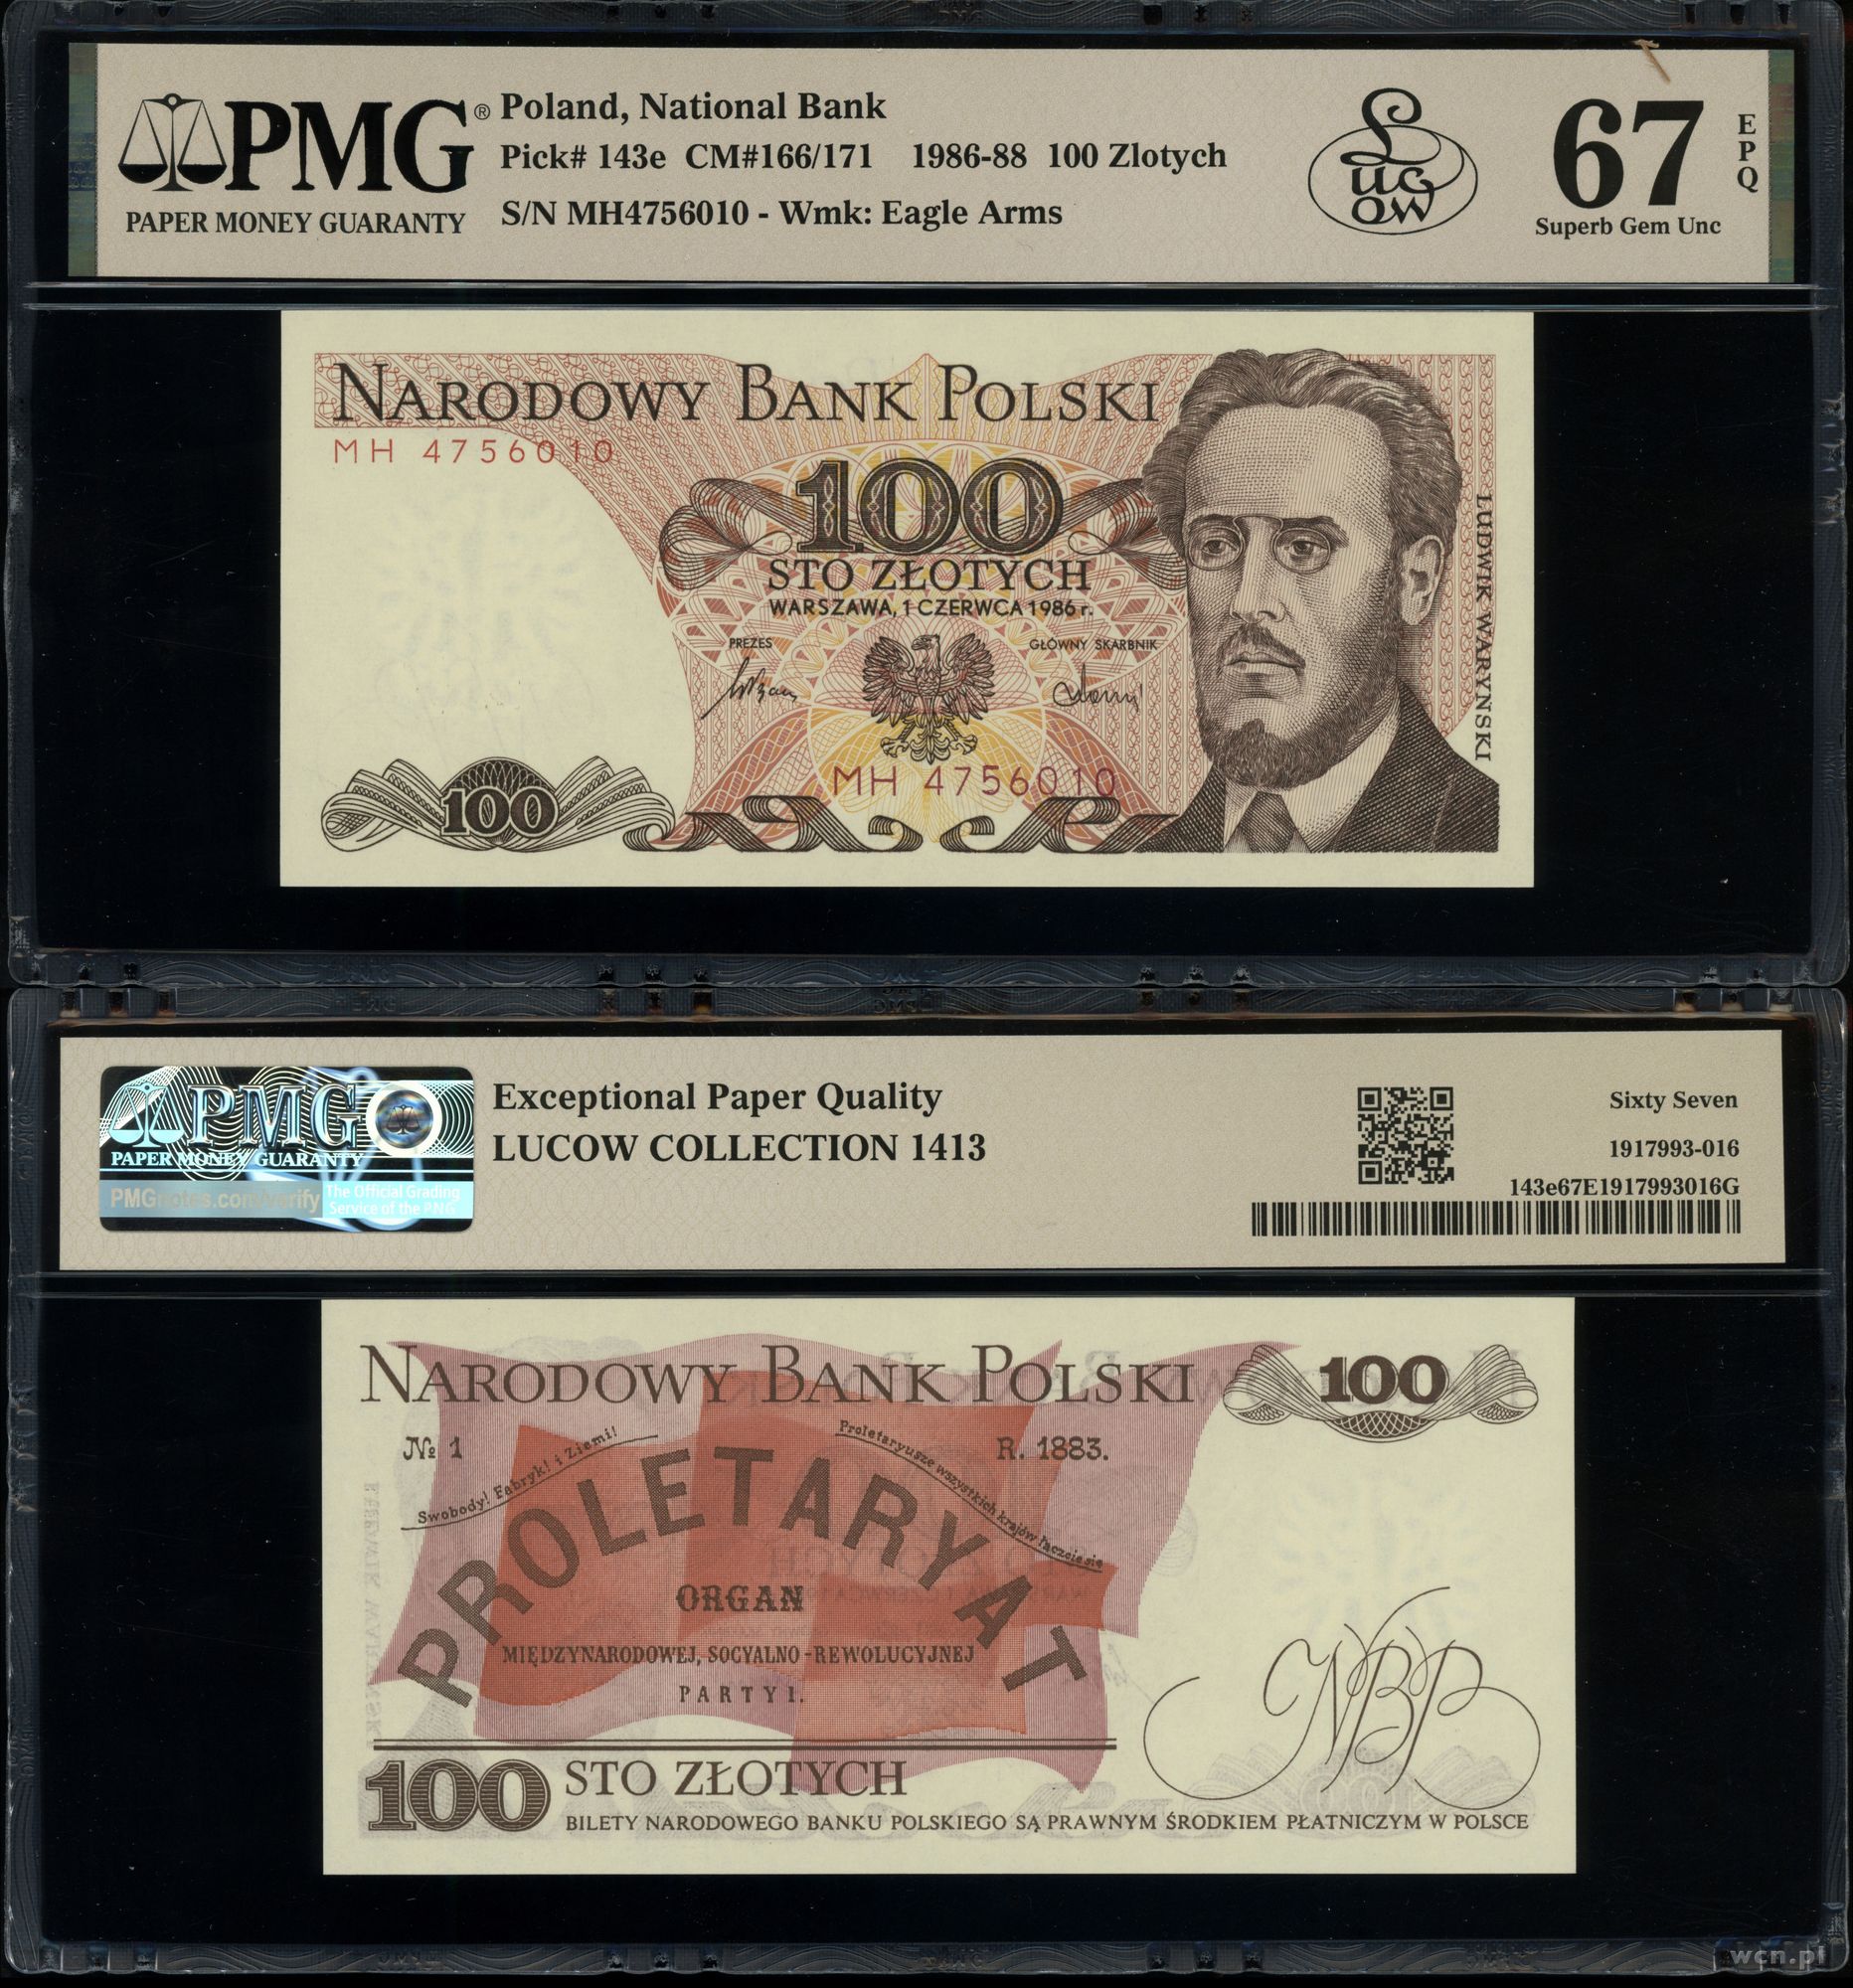 PMG®
PAPER MONEY GUARANTY
Poland, National Bank
Pick# 143e CM#166/171 1986-88 100 Zlotych
S/N MH4756010 - Wmk: Eagle Arms
Lucow
67
EPQ
Superb Gem Unc
NARODOWY BANK POLSKI
MH 4756010
100
STO ZŁOTYCH
WARSZAWA, 1 CZERWCA 1986 r.
PREZES
GŁÓWNY SKARBNIK
LUDWIK WARYŃSKI
MH 4756010
100
PMG
PAPER MONEY GUARANTY
PMGnotes.com/verify
The Official Grading
Service of the PNG
Exceptional Paper Quality
LUCOW COLLECTION 1413
Sixty Seven
1917993-016
143e67E1917993016G
NARODOWY BANK POLSKI
100
№ 1
R. 1883.
Swobody! Fabryk! i Ziemi!
Proletaryusze wszystkich krajów łączcie się
PROLETARYAT
ORGAN
MIĘDZYNARODOWEJ, SOCYALNO-REWOLUCYJNEJ
PARTYI.
NBP
100 STO ZŁOTYCH
BILETY NARODOWEGO BANKU POLSKIEGO SĄ PRAWNYM ŚRODKIEM PŁATNICZYM W POLSCE
wcn.pl